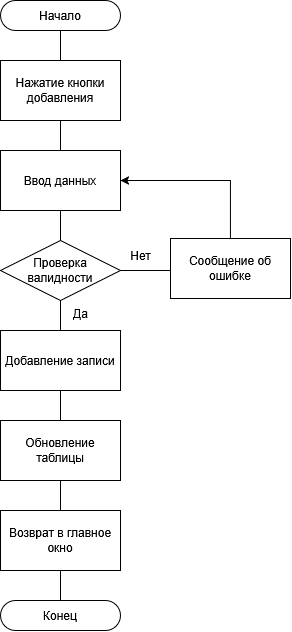 Начало
Нажатие кнопки
добавления
Ввод данных
Проверка
валидности
Нет
Сообщение об
ошибке
Да
Добавление записи
Обновление
таблицы
Возврат в главное
окно
Конец